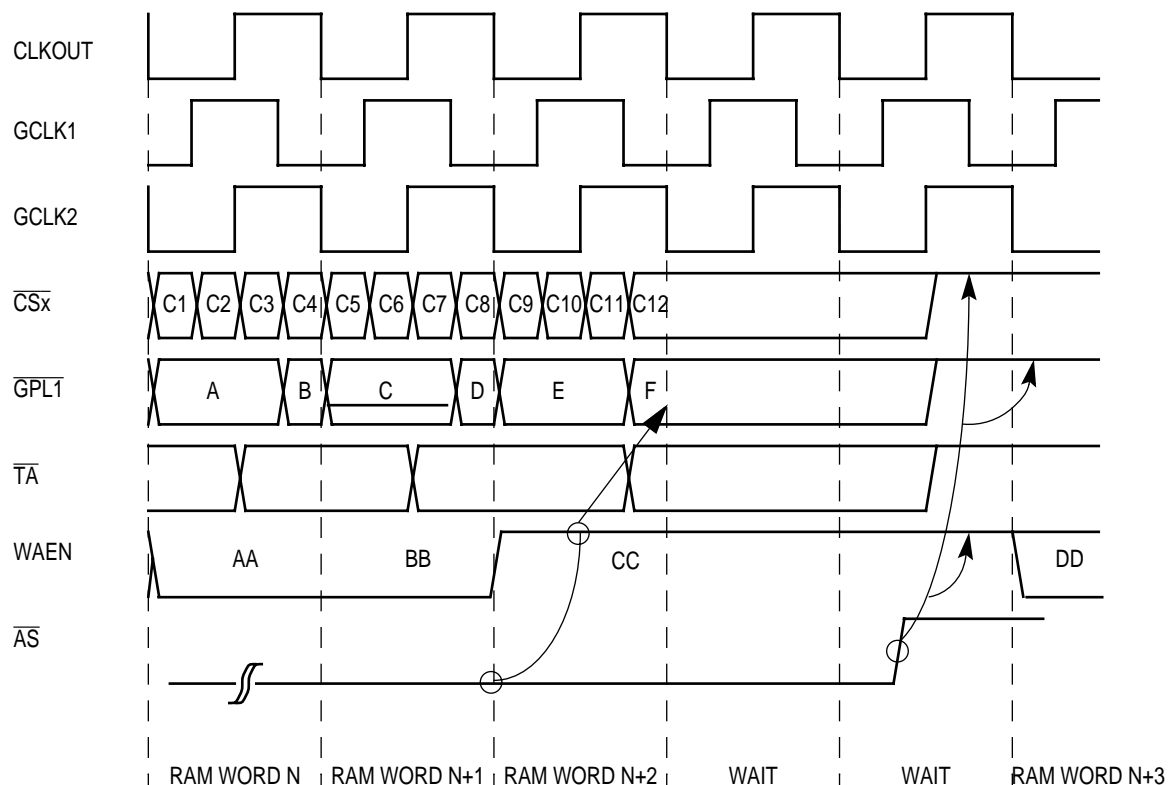 CLKOUT
GCLK1
GCLK2
CSx C1 C2 C3 C4 C5 C6 C7 C8 C9 C10 C11 C12
GPL1 A B C D E F
TA
WAEN AA BB CC DD
AS
RAM WORD N RAM WORD N+1 RAM WORD N+2 WAIT WAIT RAM WORD N+3